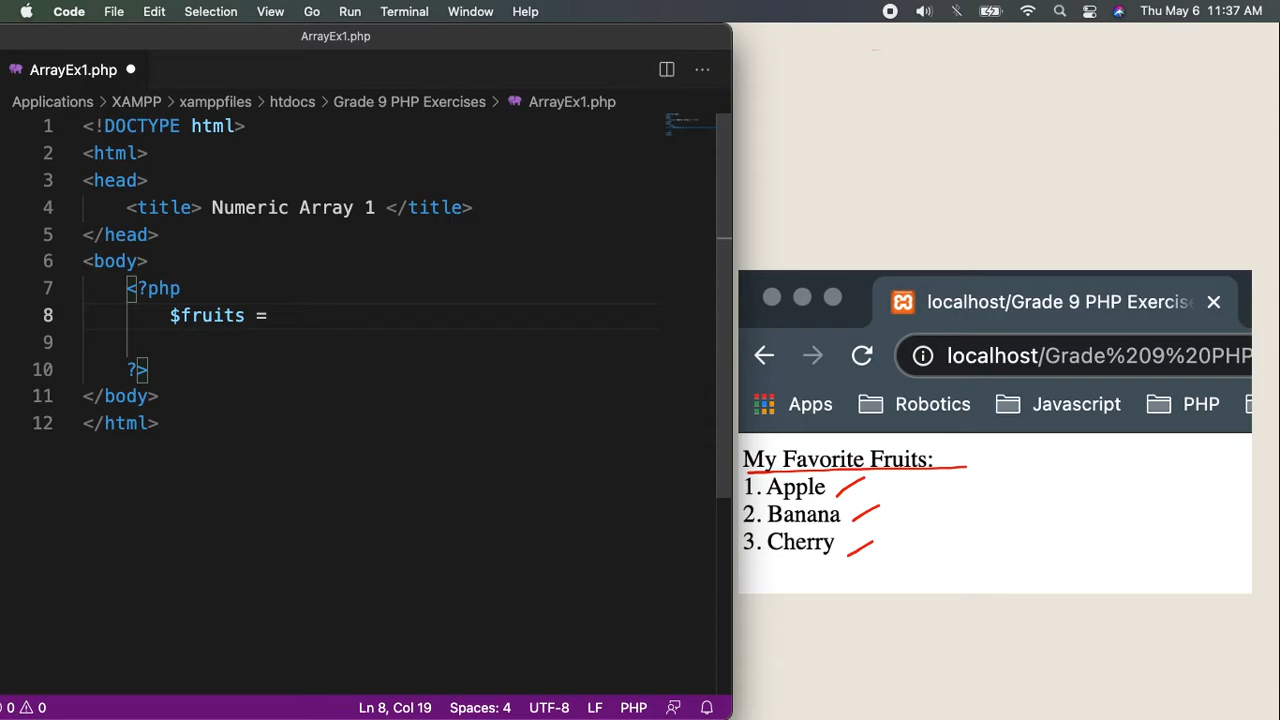 Code File Edit Selection View Go Run Terminal Window Help Thu May 6 11:37 AM
ArrayEx1.php
ArrayEx1.php
Applications > XAMPP > xamppfiles > htdocs > Grade 9 PHP Exercises > ArrayEx1.php
1 <!DOCTYPE html>
2 <html>
3 <head>
4 <title> Numeric Array 1 </title>
5 </head>
6 <body>
7 <?php
8 $fruits =
9
10 ?>
11 </body>
12 </html>
0 0 Ln 8, Col 19 Spaces: 4 UTF-8 LF PHP
localhost/Grade 9 PHP Exercise
localhost/Grade%209%20PHP
Apps Robotics Javascript PHP
My Favorite Fruits:
1. Apple
2. Banana
3. Cherry